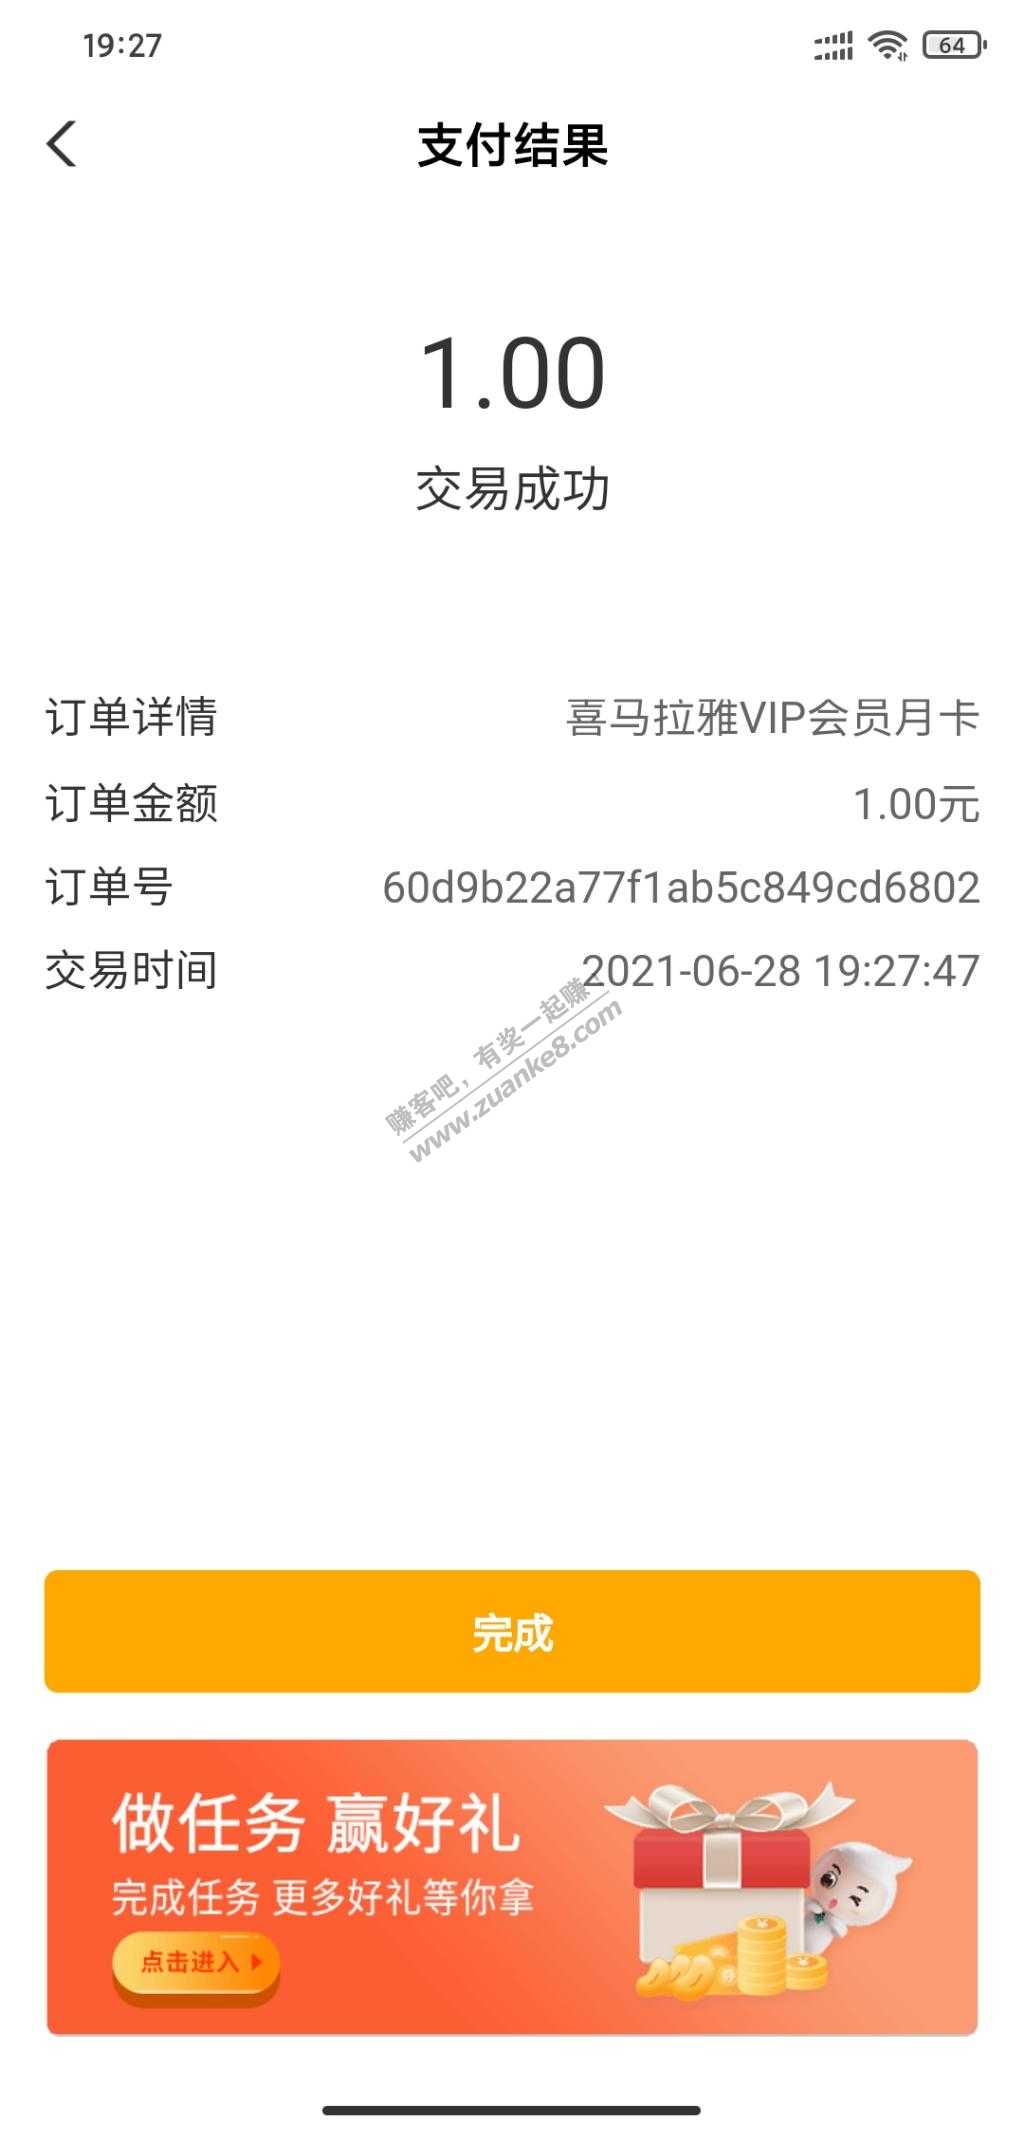 19:27
64
支付结果
1.00
交易成功
订单详情 喜马拉雅VIP会员月卡
订单金额 1.00元
订单号 60d9b22a77f1ab5c849cd6802
交易时间 2021-06-28 19:27:47
赚客吧，有奖一起赚！
www.zuanke8.com
完成
做任务 赢好礼
完成任务 更多好礼等你拿
点击进入